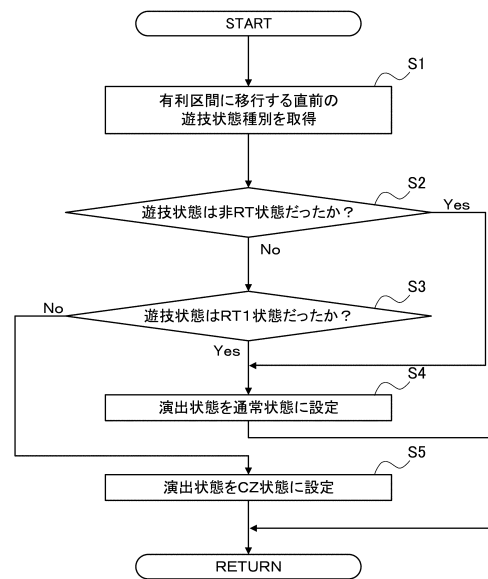 START
S1
有利区間に移行する直前の
遊技状態種別を取得
S2
遊技状態は非RT状態だったか？
Yes
No
S3
遊技状態はRT1状態だったか？
No
Yes
S4
演出状態を通常状態に設定
S5
演出状態をCZ状態に設定
RETURN